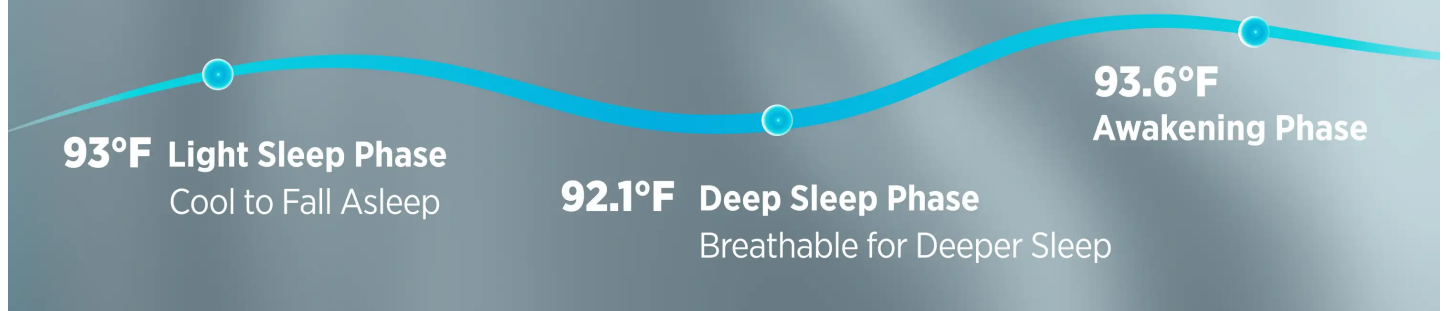 93°F Light Sleep Phase
Cool to Fall Asleep
92.1°F Deep Sleep Phase
Breathable for Deeper Sleep
93.6°F
Awakening Phase